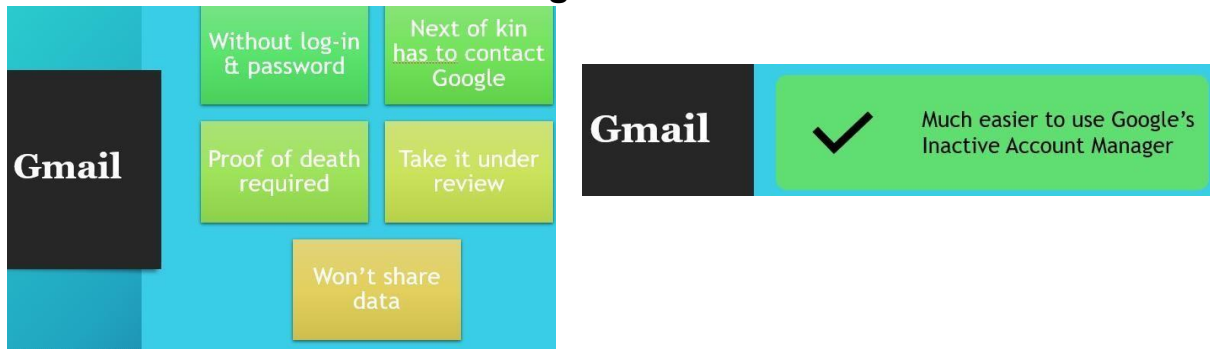 Gmail
Without log-in
& password
Next of kin
has to contact
Google
Proof of death
required
Take it under
review
Won't share
data
Gmail
Much easier to use Google's
Inactive Account Manager